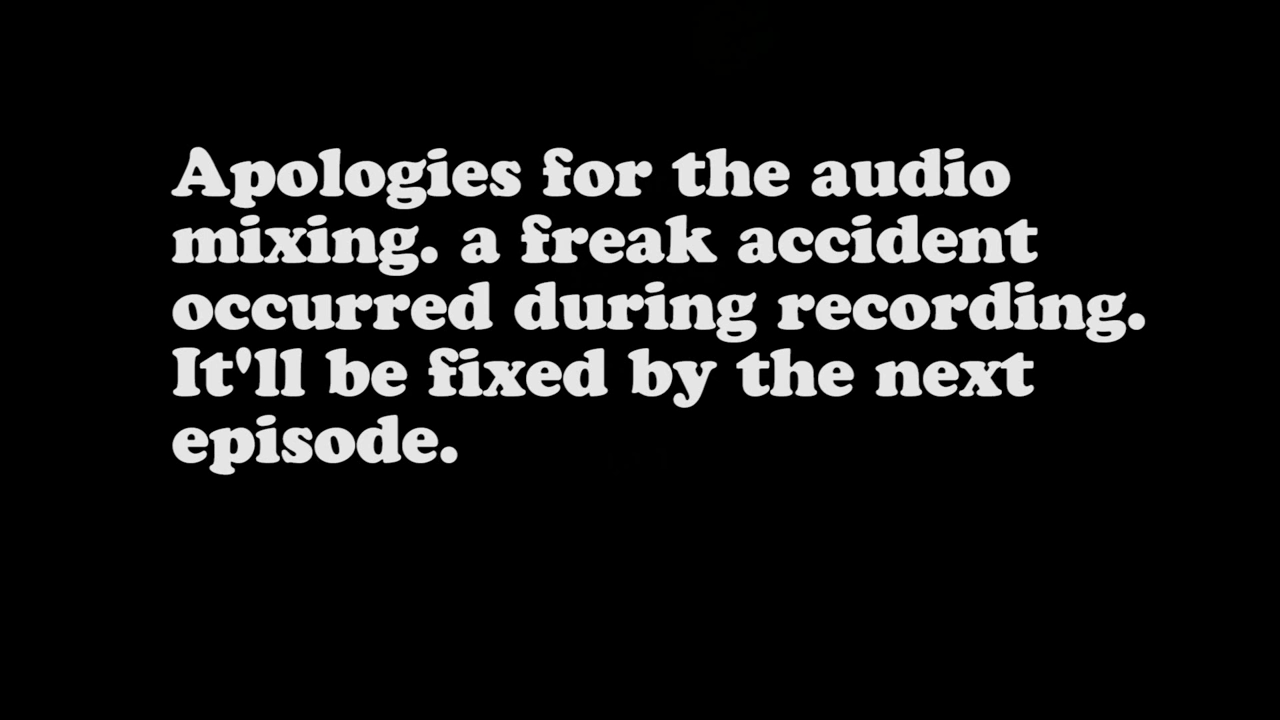 Apologies for the audio
mixing. a freak accident
occurred during recording.
It'll be fixed by the next
episode.